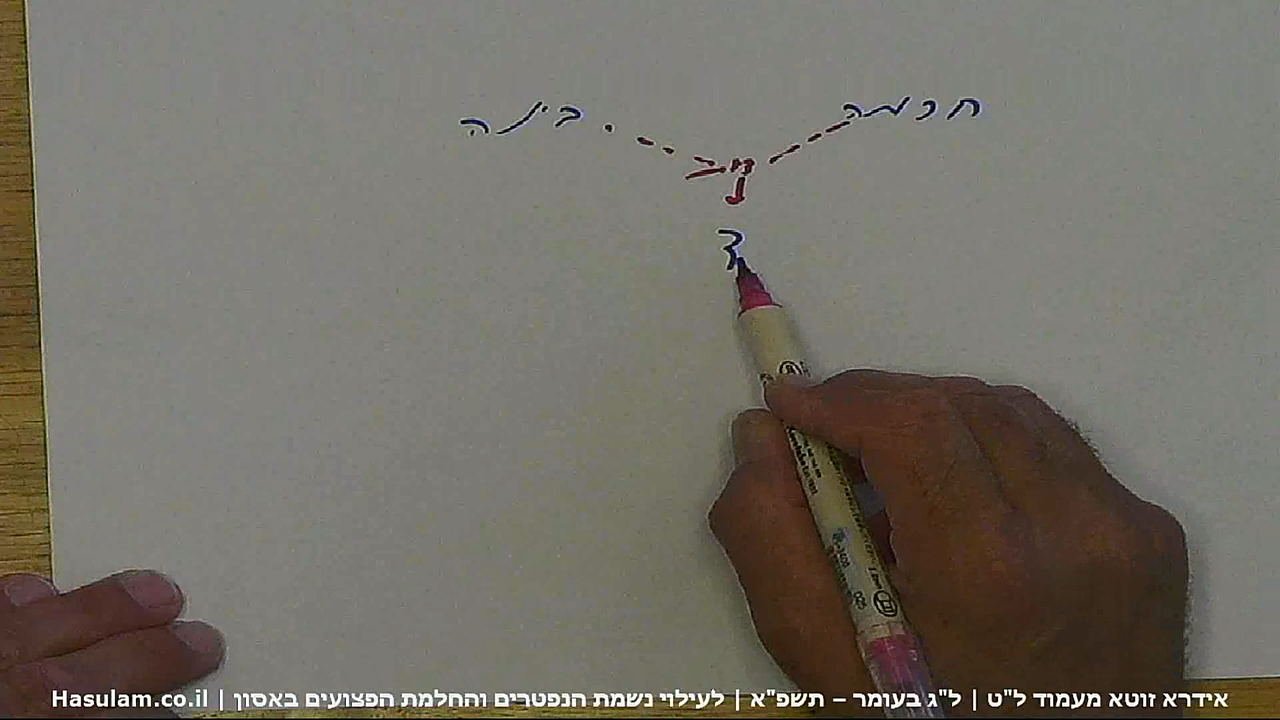 חכמה בינה
אידרא זוטא מעמוד ל"ט | ל"ג בעומר – תשפ"א | לעילוי נשמת הנפטרים והחלמת הפצועים באסון | Hasulam.co.il